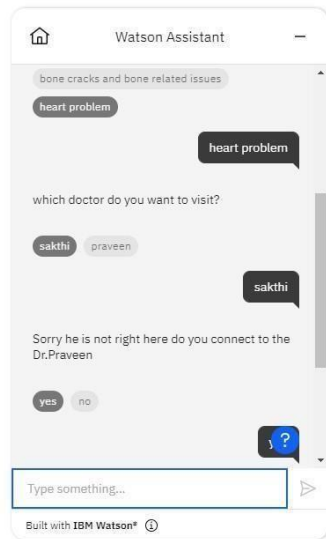 Watson Assistant
bone cracks and bone related issues
heart problem
heart problem
which doctor do you want to visit?
sakthi praveen
sakthi
Sorry he is not right here do you connect to the
Dr.Praveen
yes no
?
Type something...
Built with IBM Watson®